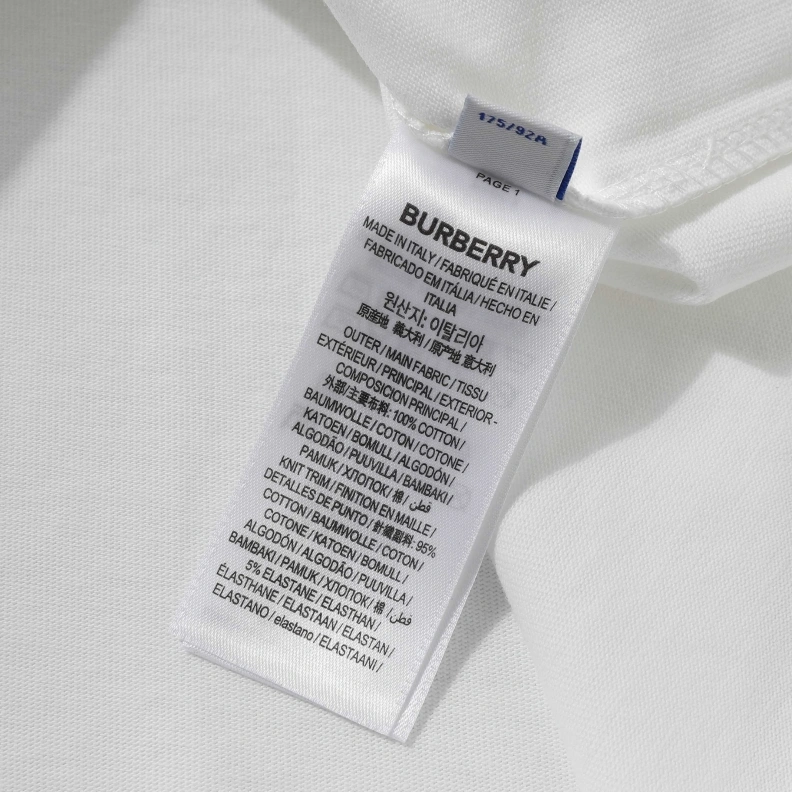 175/92A
PAGE 1
BURBERRY
MADE IN ITALY / FABRIQUÉ EN ITALIE /
FABRICADO EM ITÁLIA / HECHO EN
ITALIA
원산지: 이탈리아
原産地 義大利 / 原产地 意大利
OUTER / MAIN FABRIC / TISSU
EXTÉRIEUR / PRINCIPAL / EXTERIOR -
COMPOSICION PRINCIPAL /
外部/主要布料: 100% COTTON /
BAUMWOLLE / COTON / COTONE /
KATOEN / BOMULL / ALGODÓN /
ALGODÃO / PUUVILLA / BAMBAKI /
PAMUK / ХЛОПОК / 棉 / قطن
KNIT TRIM / FINITION EN MAILLE /
DETALLES DE PUNTO / 針織副料: 95%
COTTON / BAUMWOLLE / COTON /
COTONE / KATOEN / BOMULL /
ALGODÓN / ALGODÃO / PUUVILLA /
BAMBAKI / PAMUK / ХЛОПОК / 棉 / قطن
5% ELASTANE / ELASTHAN /
ÉLASTHANE / ELASTAAN / ELASTAN /
ELASTANO / elastano / ELASTAANI /